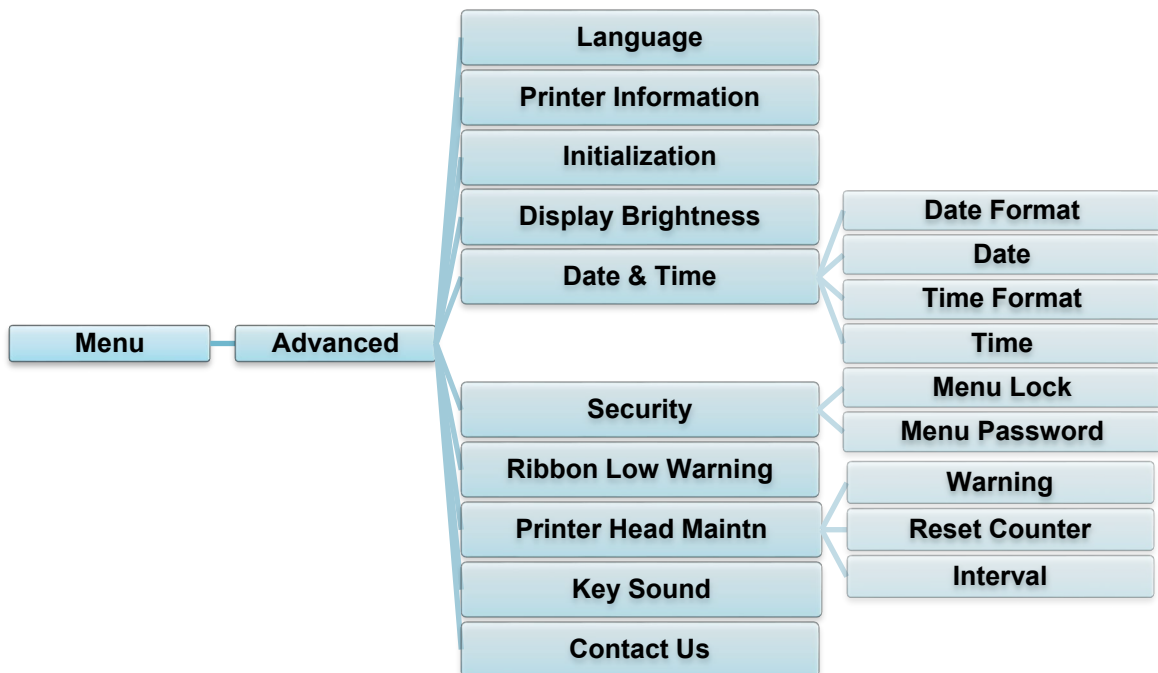 Menu
Advanced
Language
Printer Information
Initialization
Display Brightness
Date & Time
Date Format
Date
Time Format
Time
Security
Menu Lock
Menu Password
Ribbon Low Warning
Printer Head Maintn
Warning
Reset Counter
Interval
Key Sound
Contact Us